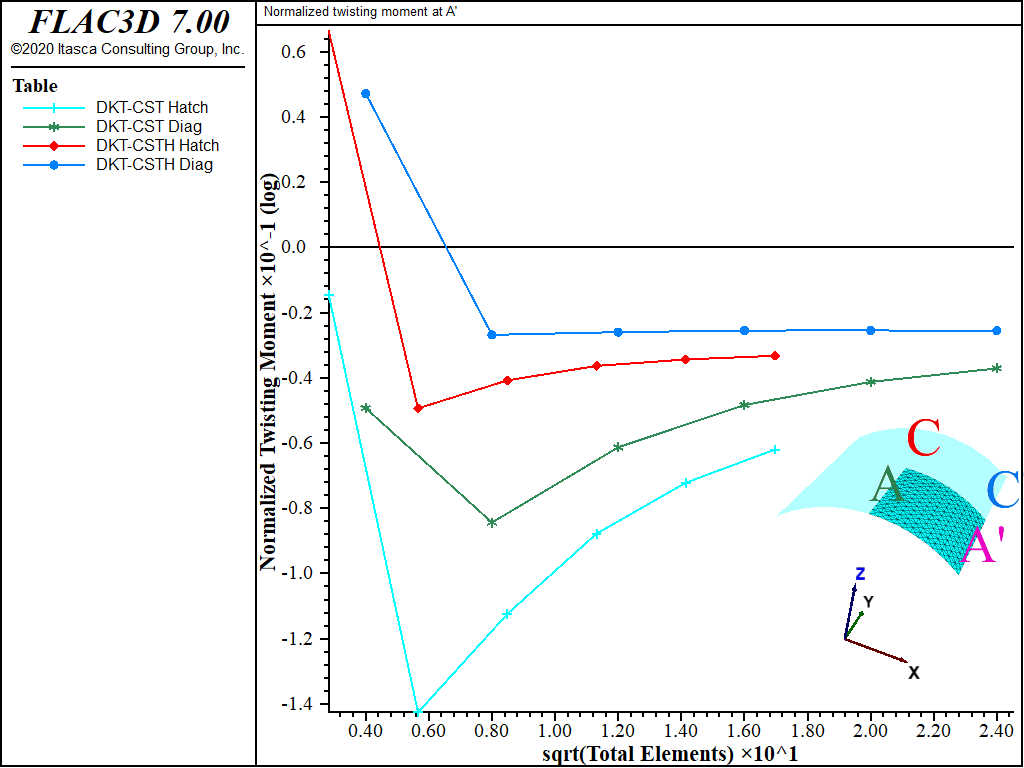 FLAC3D 7.00
©2020 Itasca Consulting Group, Inc.
Table
DKT-CST Hatch
DKT-CST Diag
DKT-CSTH Hatch
DKT-CSTH Diag
Normalized twisting moment at A'
Normalized Twisting Moment ×10^-1 (log)
0.6
0.4
0.2
0.0
-0.2
-0.4
-0.6
-0.8
-1.0
-1.2
-1.4
C
A
C
A'
Z
Y
X
0.40 0.60 0.80 1.00 1.20 1.40 1.60 1.80 2.00 2.20 2.40
sqrt(Total Elements) ×10^1